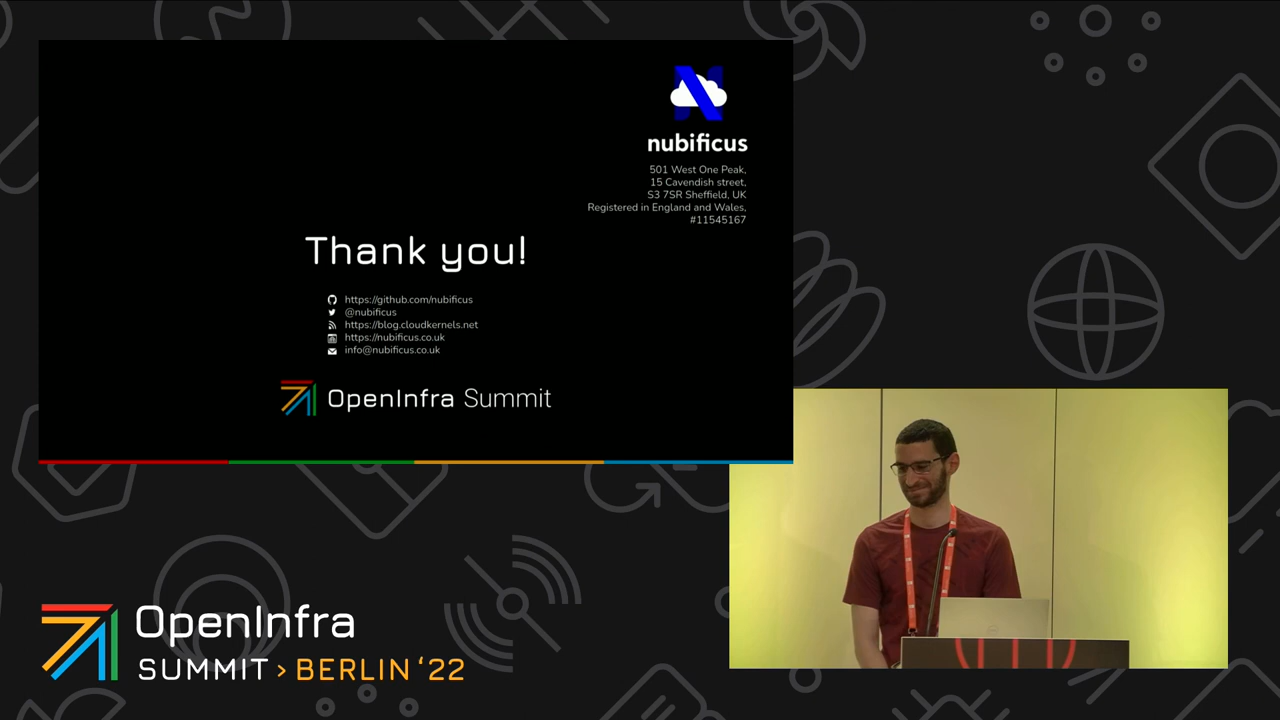 nubificus
501 West One Peak,
15 Cavendish street,
S3 7SR Sheffield, UK
Registered in England and Wales,
#11545167
Thank you!
https://github.com/nubificus
@nubificus
https://blog.cloudkernels.net
https://nubificus.co.uk
info@nubificus.co.uk
OpenInfra Summit
OpenInfra
SUMMIT > BERLIN ‘22